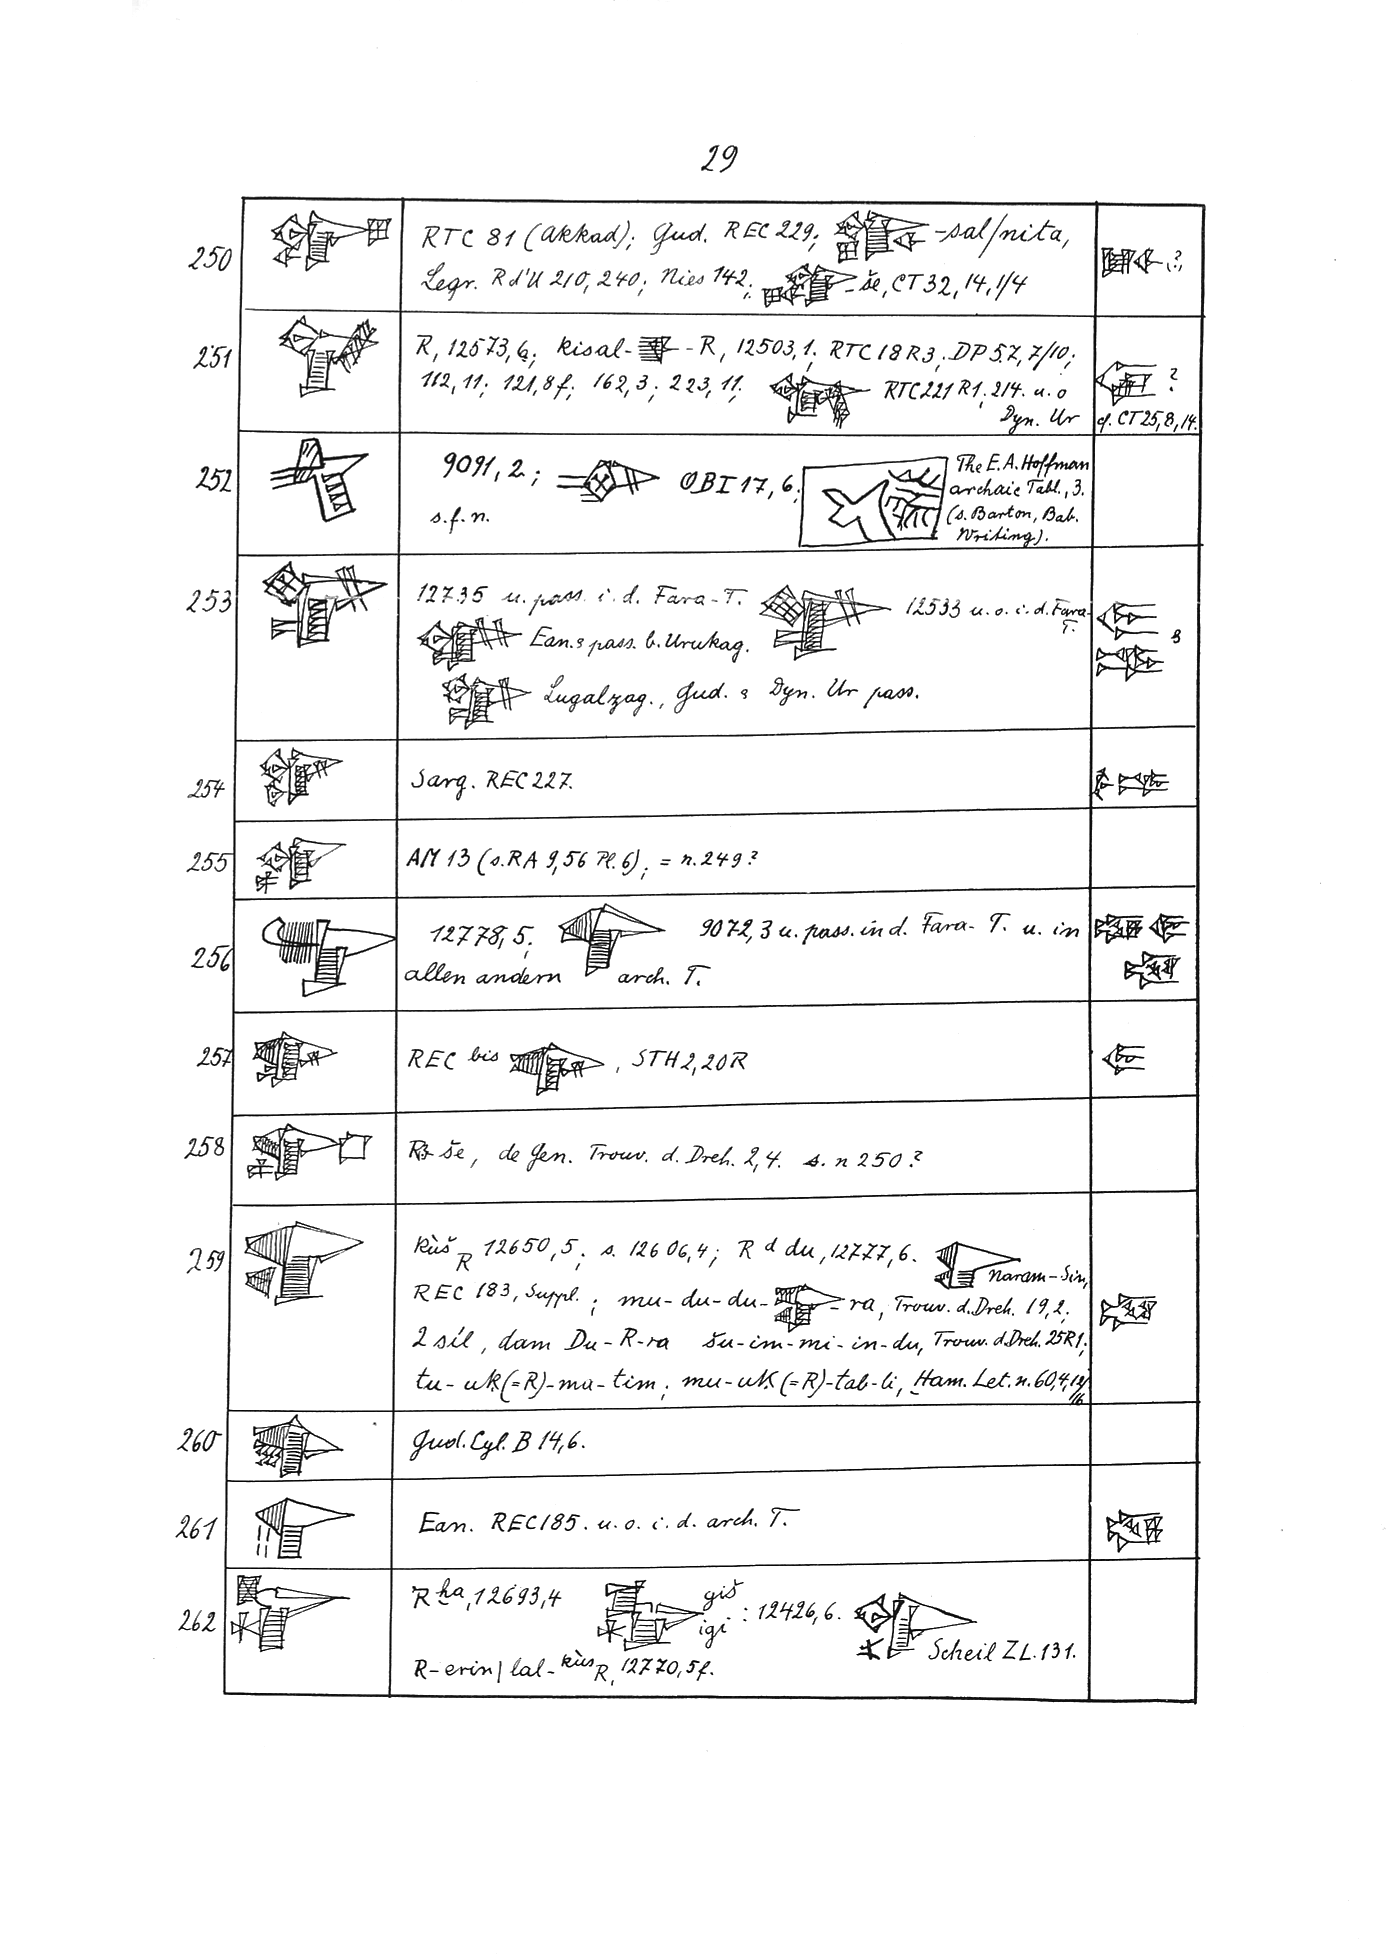 29
250
RTC 81 (Akkad); Gud. REC 229; -sal/nita,
Legr. R d'U 210, 240; Nies 142; -še, CT 32, 14, 1/4
?
251
R, 12573,6; kisal- -R, 12503,1. RTC 18 R3; DP 57, 7/10;
112, 11; 121, 8f; 162, 3; 223, 11; RTC 221 R1; 214. u. o
Dyn. Ur
?
cf. CT 25, 8, 14.
252
9091, 2.; OBI 17, 6;
s.f.n.
The E.A. Hoffman
archaic Tabl., 3.
(s. Barton, Bab.
Writing).
253
12735 u. pass. i. d. Fara-T. 12533 u. o. i. d. Fara-
T.
Ean. & pass. b. Urukag.
Lugalzag., Gud. & Dyn. Ur pass.
&
254
Sarg. REC 227.
255
AM 13 (s. RA 9, 56 Pl. 6); = n. 249?
256
12778, 5; 9072, 3 u. pass. in d. Fara-T. u. in
allen andern arch. T.
257
REC bis , STH 2, 20 R
258
-še, de Gen. Trouv. d. Dreh. 2, 4. s. n 250?
259
kùš R 12650, 5; s. 12606, 4; R d du, 12777, 6. Naram-Sin,
REC 183, Suppl.; mu-du-du- -ra, Trouv. d. Dreh. 19, 2;
2 sìl, dam Du-R-ra šu-im-mi-in-du, Trouv. d. Dreh. 25 R1;
tu-uk(=R)-ma-tim; mu-uk(=R)-tab-li, Ham. Let. n. 60, 4, 12/
16
260
Gud. Cyl. B 14, 6.
261
Ean. REC 185. u. o. i. d. arch. T.
262
R ha, 12693, 4 giš
igi : 12426, 6.
Scheil ZL. 131.
R-erin/lal-kùš R, 12770, 5f.